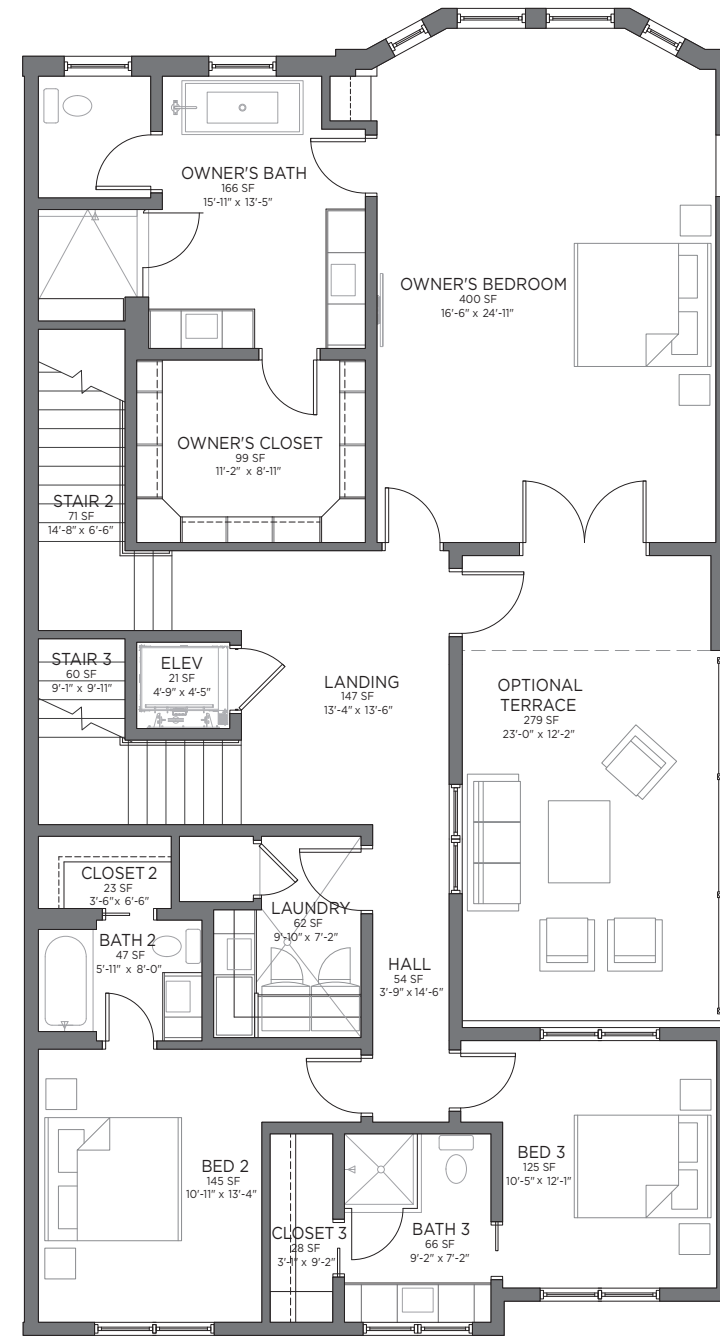 OWNER'S BATH
166 SF
15'-11" x 13'-5"
OWNER'S BEDROOM
400 SF
16'-6" x 24'-11"
OWNER'S CLOSET
99 SF
11'-2" x 8'-11"
STAIR 2
71 SF
14'-8" x 6'-6"
STAIR 3
60 SF
9'-1" x 9'-11"
ELEV
21 SF
4'-9" x 4'-5"
LANDING
147 SF
13'-4" x 13'-6"
OPTIONAL
TERRACE
279 SF
23'-0" x 12'-2"
CLOSET 2
23 SF
3'-6" x 6'-6"
LAUNDRY
62 SF
9'-10" x 7'-2"
BATH 2
47 SF
5'-11" x 8'-0"
HALL
54 SF
3'-9" x 14'-6"
BED 2
145 SF
10'-11" x 13'-4"
BED 3
125 SF
10'-5" x 12'-1"
CLOSET 3
28 SF
3'-1" x 9'-2"
BATH 3
66 SF
9'-2" x 7'-2"